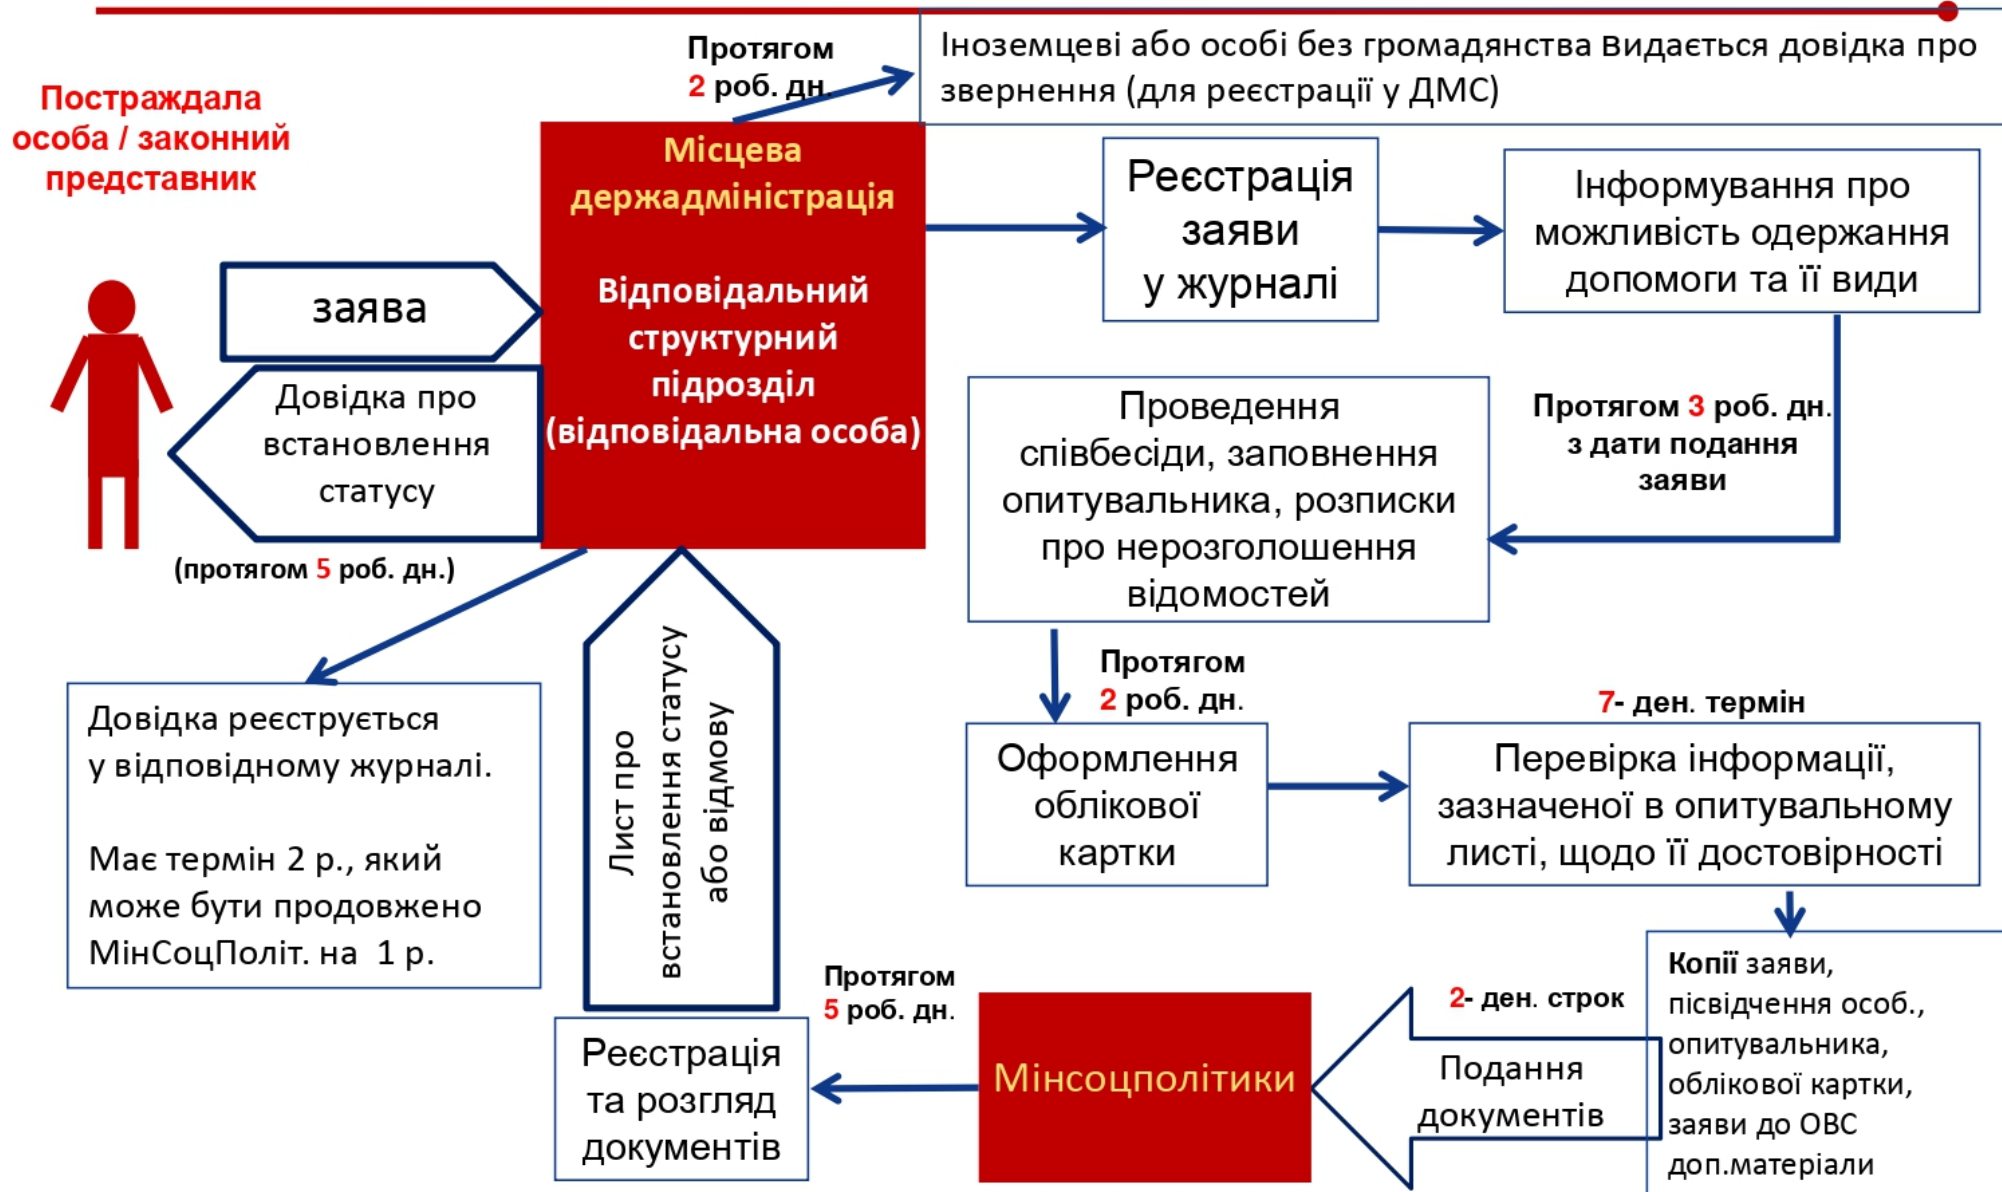 Протягом
2 роб. дн.
Іноземцеві або особі без громадянства видається довідка про
звернення (для реєстрації у ДМС)
Постраждала
особа / законний
представник
Місцева
держадміністрація
Відповідальний
структурний
підрозділ
(відповідальна особа)
Реєстрація
заяви
у журналі
Інформування про
можливість одержання
допомоги та її види
заява
Довідка про
встановлення
статусу
(протягом 5 роб. дн.)
Протягом 3 роб. дн.
з дати подання
заяви
Проведення
співбесіди, заповнення
опитувальника, розписки
про нерозголошення
відомостей
Протягом
2 роб. дн.
Оформлення
облікової
картки
7- ден. термін
Перевірка інформації,
зазначеної в опитувальному
листі, щодо її достовірності
Копії заяви,
пісвідчення особ.,
опитувальника,
облікової картки,
заяви до ОВС
доп.матеріали
2- ден. строк
Подання
документів
Мінсоцполітики
Протягом
5 роб. дн.
Реєстрація
та розгляд
документів
Лист про
встановлення статусу
або відмову
Довідка реєструється
у відповідному журналі.
Має термін 2 р., який
може бути продовжено
МінСоцПоліт. на 1 р.